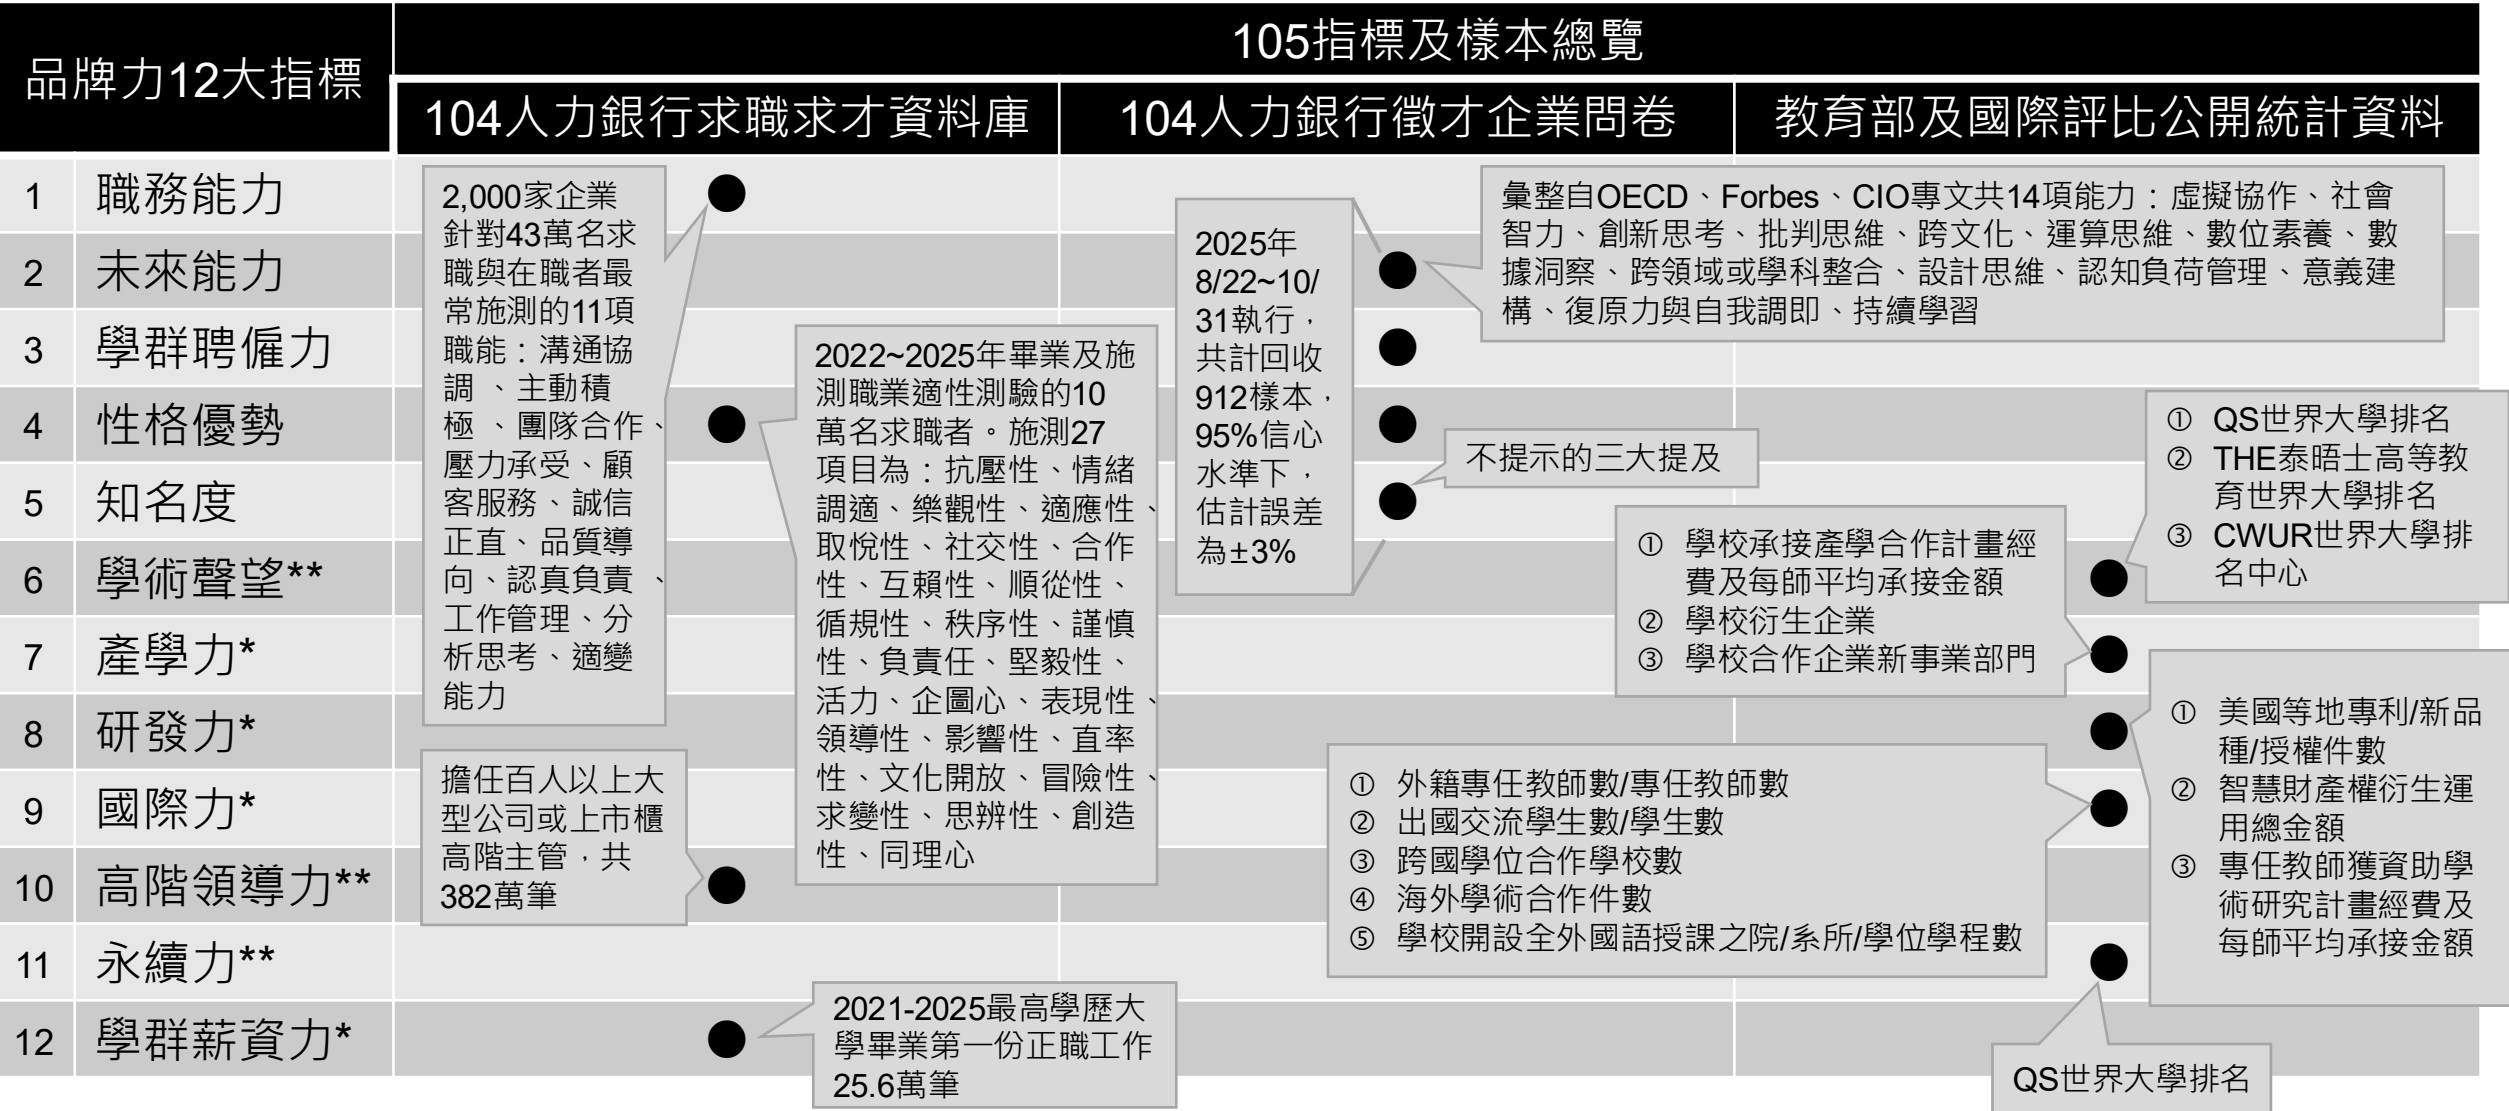 品牌力12大指標
105指標及樣本總覽
104人力銀行求職求才資料庫
104人力銀行徵才企業問卷
教育部及國際評比公開統計資料
1 職務能力
2 未來能力
3 學群聘僱力
4 性格優勢
5 知名度
6 學術聲望**
7 產學力*
8 研發力*
9 國際力*
10 高階領導力**
11 永續力**
12 學群薪資力*
2,000家企業
針對43萬名求
職與在職者最
常施測的11項
職能：溝通協
調、主動積
極、團隊合作、
壓力承受、顧
客服務、誠信
正直、品質導
向、認真負責、
工作管理、分
析思考、適變
能力
擔任百人以上大
型公司或上市櫃
高階主管，共
382萬筆
2022~2025年畢業及施
測職業適性測驗的10
萬名求職者。施測27
項目為：抗壓性、情緒
調適、樂觀性、適應性、
取悅性、社交性、合作
性、互賴性、順從性、
循規性、秩序性、謹慎
性、負責任、堅毅性、
活力、企圖心、表現性、
領導性、影響性、直率
性、文化開放、冒險性、
求變性、思辨性、創造
性、同理心
2021-2025最高學歷大
學畢業第一份正職工作
25.6萬筆
2025年
8/22~10/
31執行，
共計回收
912樣本，
95%信心
水準下，
估計誤差
為±3%
彙整自OECD、Forbes、CIO專文共14項能力：虛擬協作、社會
智力、創新思考、批判思維、跨文化、運算思維、數位素養、數
據洞察、跨領域或學科整合、設計思維、認知負荷管理、意義建
構、復原力與自我調即、持續學習
不提示的三大提及
① QS世界大學排名
② THE泰晤士高等教
育世界大學排名
③ CWUR世界大學排
名中心
① 學校承接產學合作計畫經
費及每師平均承接金額
② 學校衍生企業
③ 學校合作企業新事業部門
① 美國等地專利/新品
種/授權件數
② 智慧財產權衍生運
用總金額
③ 專任教師獲資助學
術研究計畫經費及
每師平均承接金額
① 外籍專任教師數/專任教師數
② 出國交流學生數/學生數
③ 跨國學位合作學校數
④ 海外學術合作件數
⑤ 學校開設全外國語授課之院/系所/學位學程數
QS世界大學排名